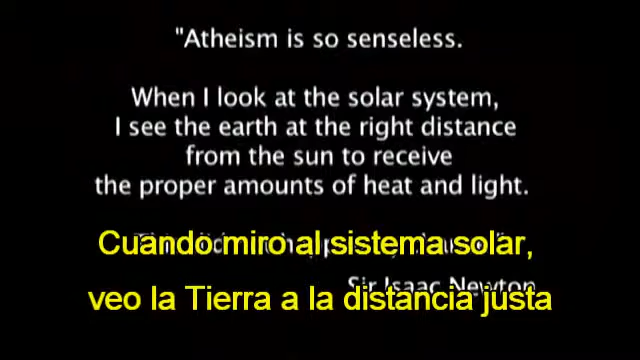 "Atheism is so senseless.
When I look at the solar system,
I see the earth at the right distance
from the sun to receive
the proper amounts of heat and light.
Cuando miro al sistema solar,
Sir Isaac Newton
veo la Tierra a la distancia justa